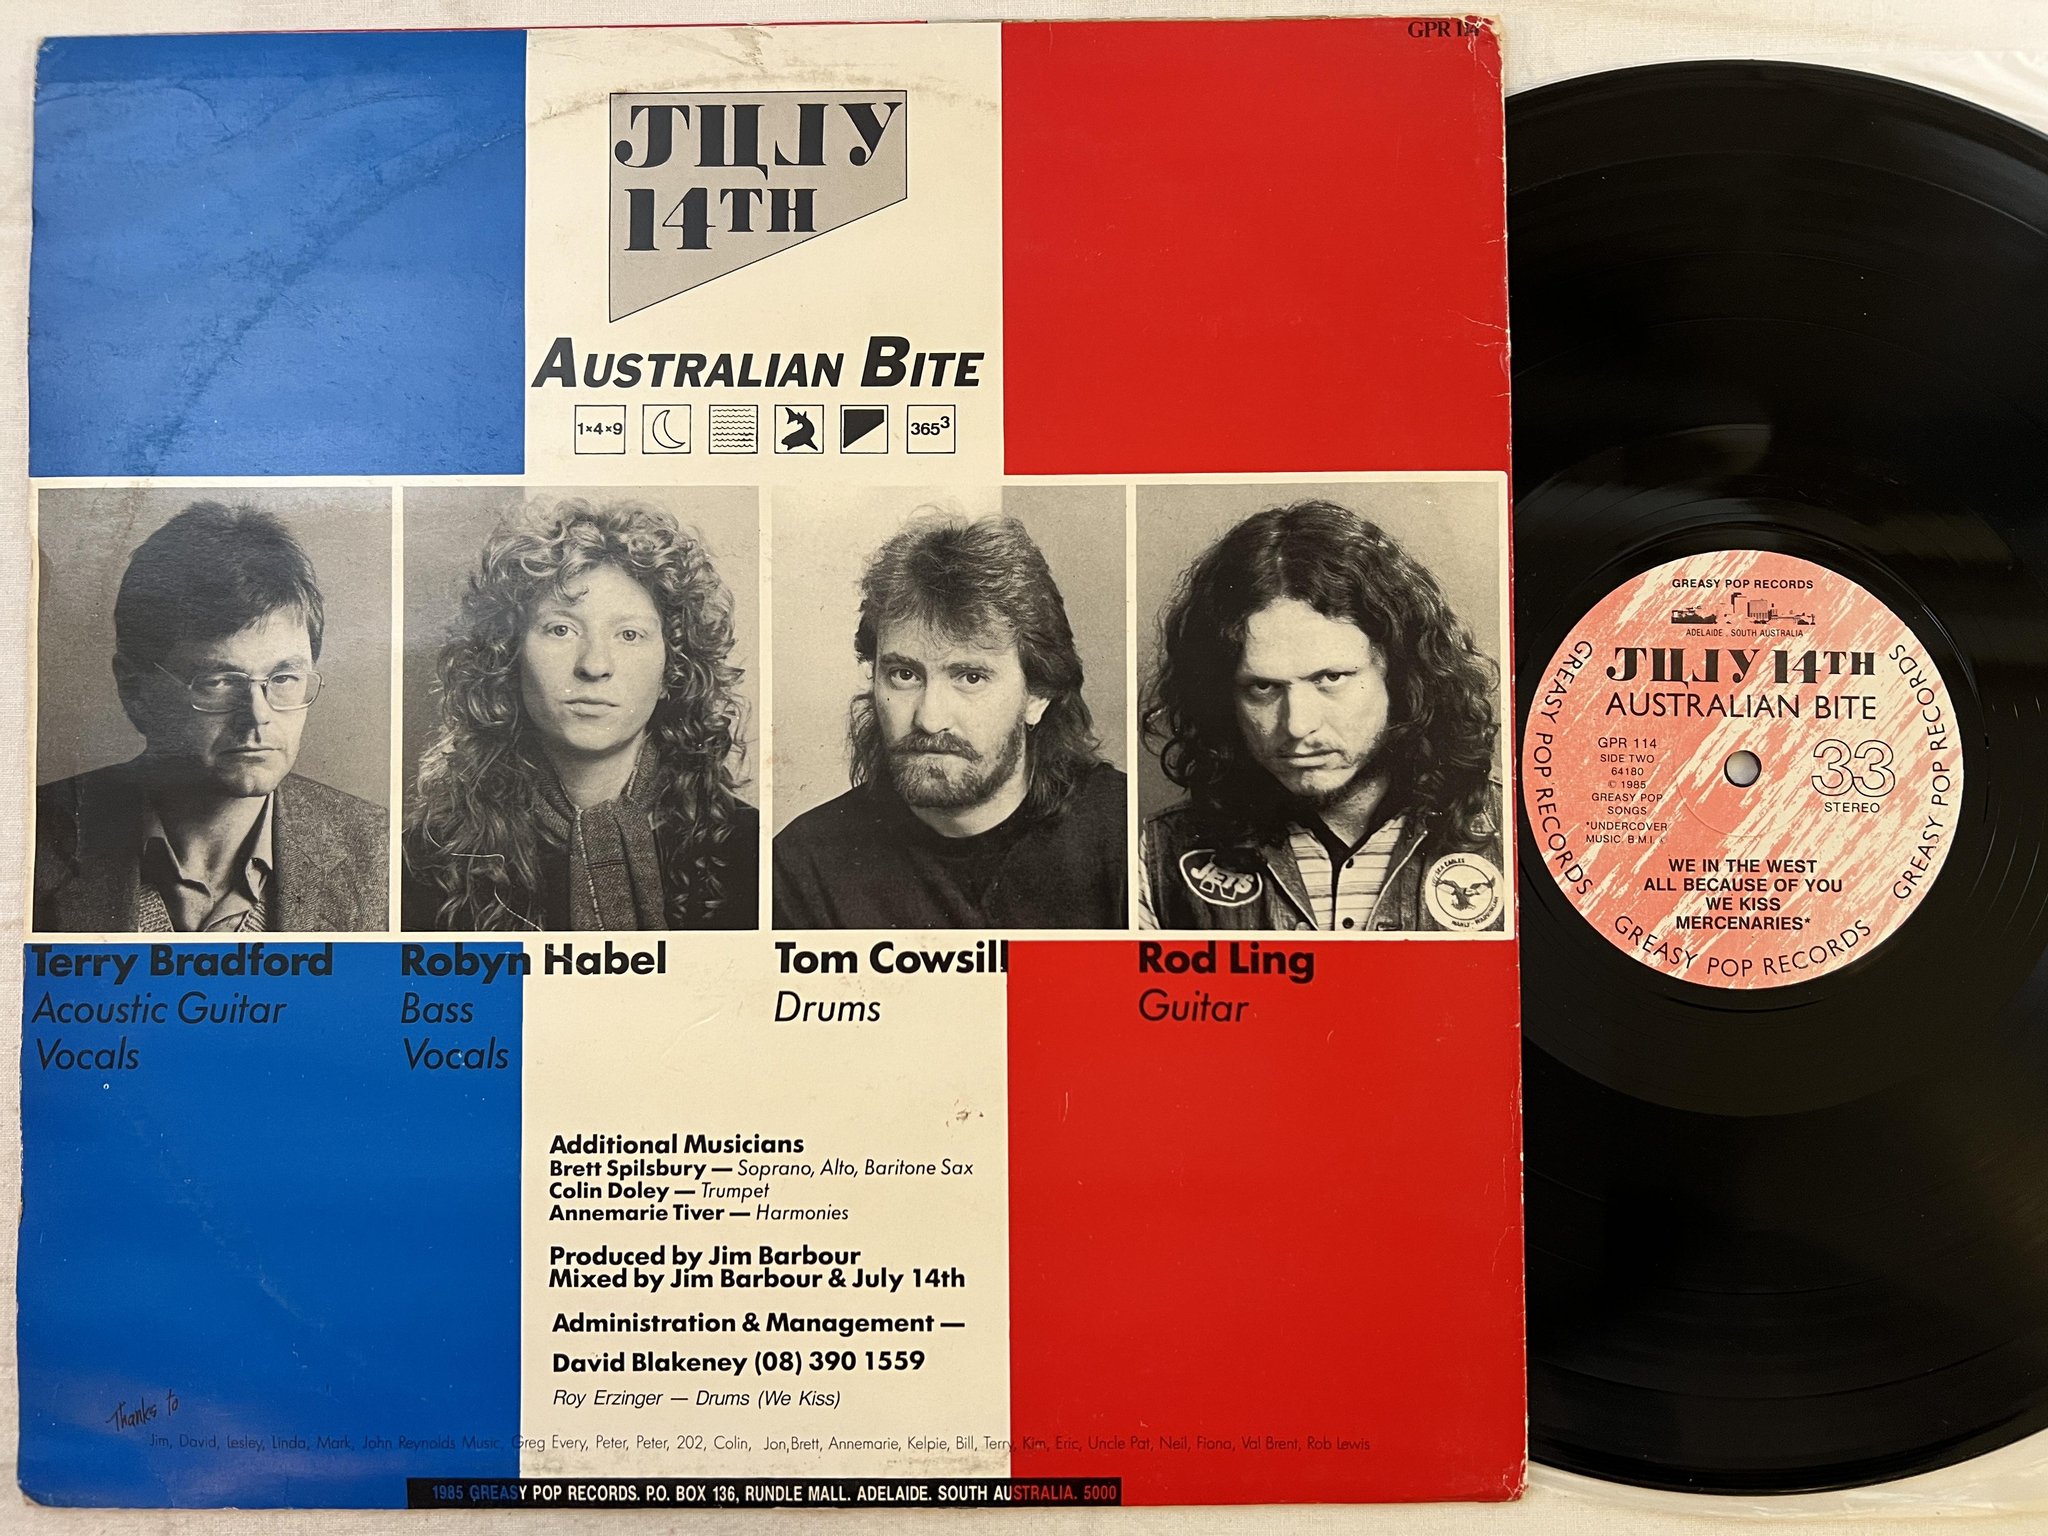 GPR 114
JULY
14TH
AUSTRALIAN BITE
1×4×9
365³
JETS
SEA EAGLES
Terry Bradford
Acoustic Guitar
Vocals
Robyn Habel
Bass
Vocals
Tom Cowsill
Drums
Rod Ling
Guitar
Additional Musicians
Brett Spilsbury — Soprano, Alto, Baritone Sax
Colin Doley — Trumpet
Annemarie Tiver — Harmonies
Produced by Jim Barbour
Mixed by Jim Barbour & July 14th
Administration & Management —
David Blakeney (08) 390 1559
Roy Erzinger — Drums (We Kiss)
Thanks to
Jim, David, Lesley, Linda, Mark, John Reynolds Music, Greg Every, Peter, Peter, 202, Colin, Jon, Brett, Annemarie, Kelpie, Bill, Terry, Kim, Eric, Uncle Pat, Neil, Fiona, Val Brent, Rob Lewis
1985 GREASY POP RECORDS. P.O. BOX 136, RUNDLE MALL. ADELAIDE. SOUTH AUSTRALIA. 5000
GREASY POP RECORDS
ADELAIDE . SOUTH AUSTRALIA
JULY 14TH
AUSTRALIAN BITE
GPR 114
SIDE TWO
64180
© 1985
GREASY POP
SONGS
*UNDERCOVER
MUSIC. B.M.I. ©
33
STEREO
WE IN THE WEST
ALL BECAUSE OF YOU
WE KISS
MERCENARIES*
GREASY POP RECORDS
GREASY POP RECORDS
GREASY POP RECORDS